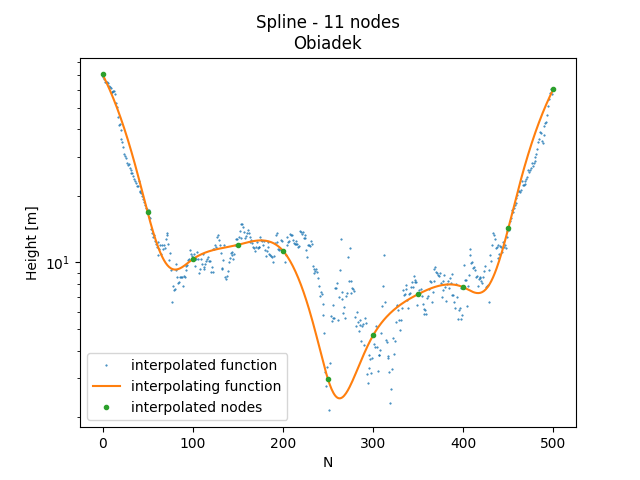 Spline - 11 nodes
Obiadek
Height [m]
10¹
interpolated function
interpolating function
interpolated nodes
0 100 200 300 400 500
N